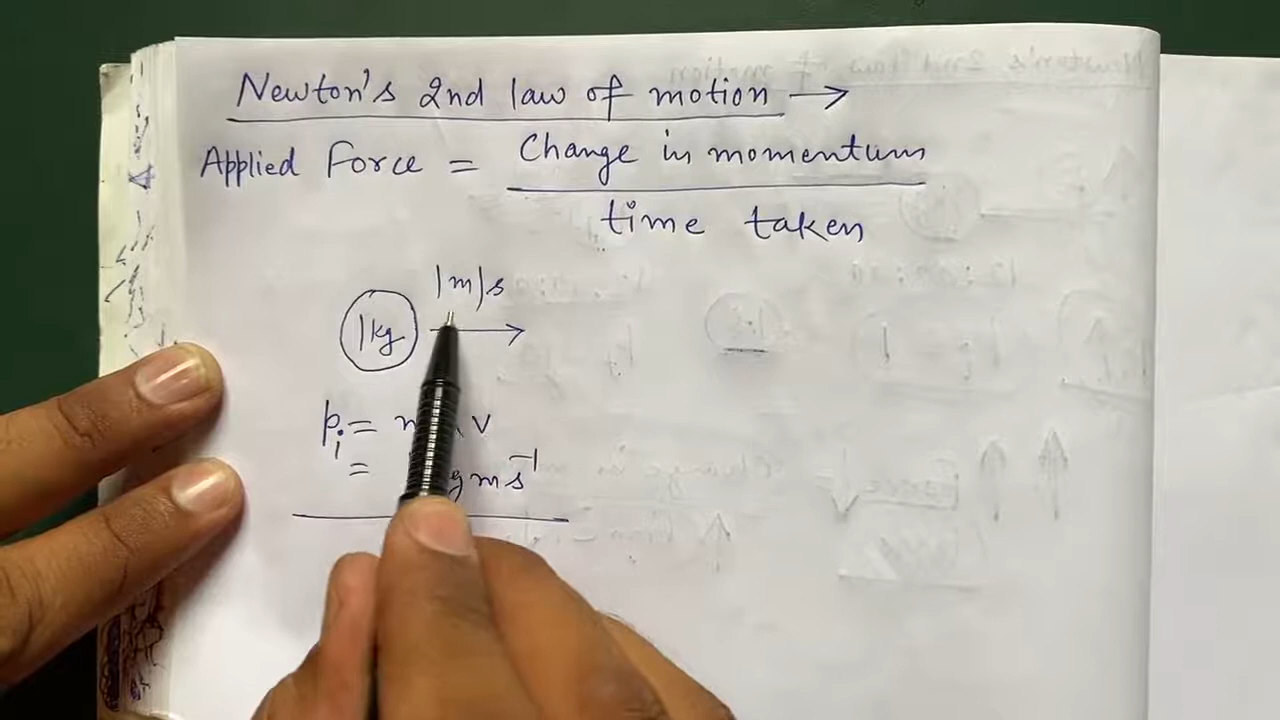 Newton's 2nd law of motion →
Applied Force = Change in momentum
time taken
1m/s
1kg
pi = v
= gms⁻¹